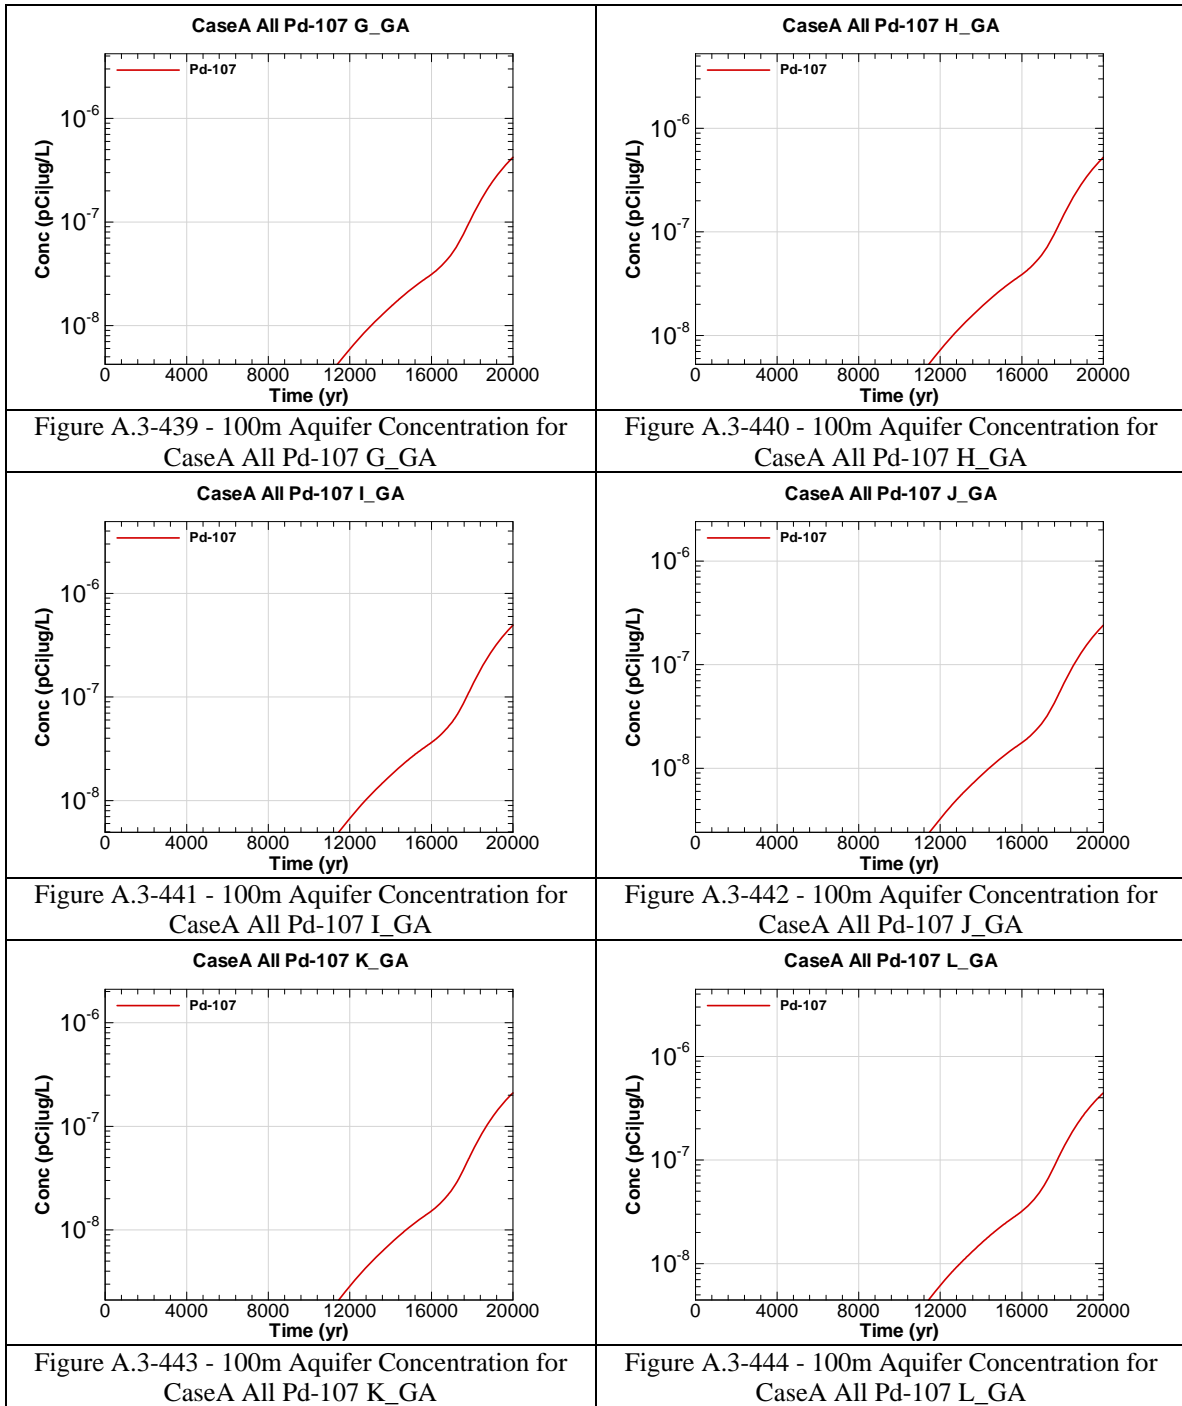 CaseA All Pd-107 G_GA
Pd-107
10-6
10-7
10-8
Conc (pCi|ug/L)
0 4000 8000 12000 16000 20000
Time (yr)
Figure A.3-439 - 100m Aquifer Concentration for
CaseA All Pd-107 G_GA
CaseA All Pd-107 H_GA
Pd-107
10-6
10-7
10-8
Conc (pCi|ug/L)
0 4000 8000 12000 16000 20000
Time (yr)
Figure A.3-440 - 100m Aquifer Concentration for
CaseA All Pd-107 H_GA
CaseA All Pd-107 I_GA
Pd-107
10-6
10-7
10-8
Conc (pCi|ug/L)
0 4000 8000 12000 16000 20000
Time (yr)
Figure A.3-441 - 100m Aquifer Concentration for
CaseA All Pd-107 I_GA
CaseA All Pd-107 J_GA
Pd-107
10-6
10-7
10-8
Conc (pCi|ug/L)
0 4000 8000 12000 16000 20000
Time (yr)
Figure A.3-442 - 100m Aquifer Concentration for
CaseA All Pd-107 J_GA
CaseA All Pd-107 K_GA
Pd-107
10-6
10-7
10-8
Conc (pCi|ug/L)
0 4000 8000 12000 16000 20000
Time (yr)
Figure A.3-443 - 100m Aquifer Concentration for
CaseA All Pd-107 K_GA
CaseA All Pd-107 L_GA
Pd-107
10-6
10-7
10-8
Conc (pCi|ug/L)
0 4000 8000 12000 16000 20000
Time (yr)
Figure A.3-444 - 100m Aquifer Concentration for
CaseA All Pd-107 L_GA